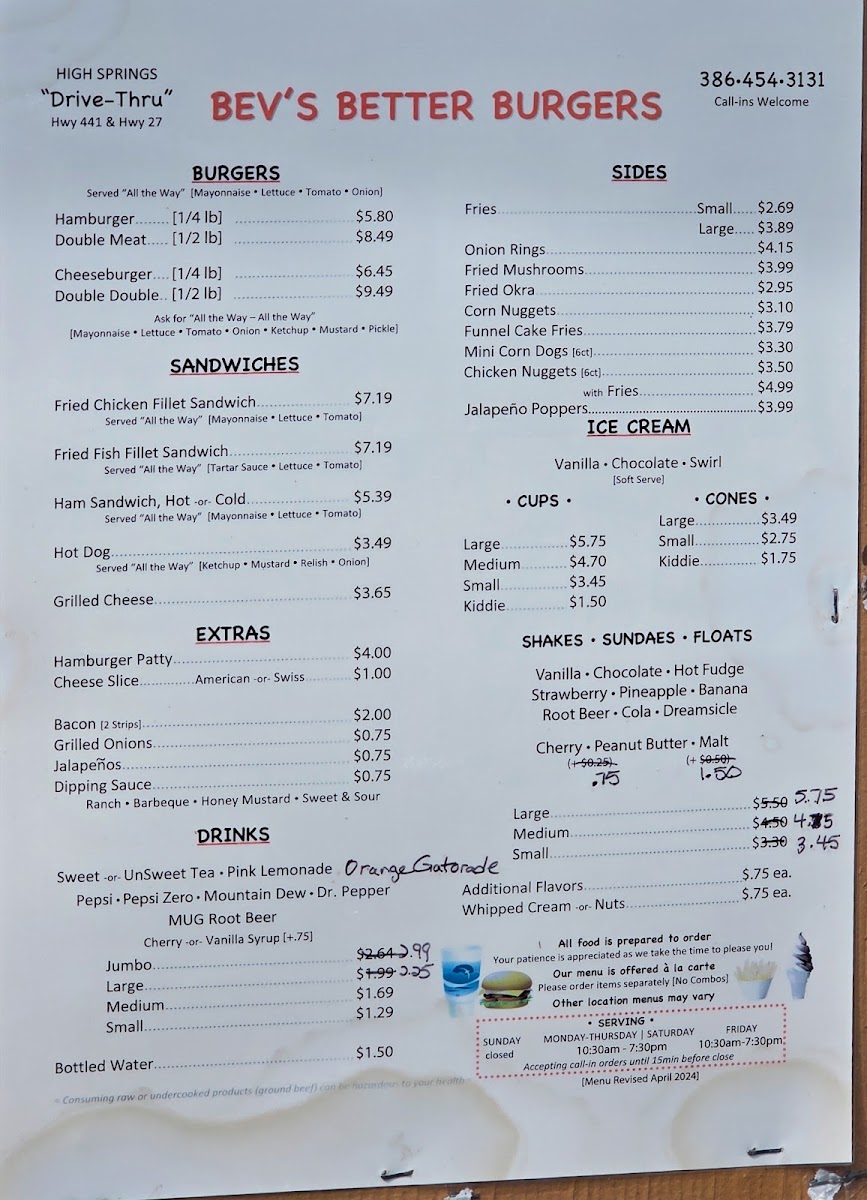 HIGH SPRINGS
"Drive-Thru"
Hwy 441 & Hwy 27
BEV'S BETTER BURGERS
386•454•3131
Call-ins Welcome
BURGERS
Served "All the Way" [Mayonnaise • Lettuce • Tomato • Onion]
Hamburger........ [1/4 lb] ........ $5.80
Double Meat..... [1/2 lb] ........ $8.49
Cheeseburger.... [1/4 lb] ........ $6.45
Double Double.. [1/2 lb] ........ $9.49
Ask for "All the Way – All the Way"
[Mayonnaise • Lettuce • Tomato • Onion • Ketchup • Mustard • Pickle]
SANDWICHES
Fried Chicken Fillet Sandwich........ $7.19
Served "All the Way" [Mayonnaise • Lettuce • Tomato]
Fried Fish Fillet Sandwich........ $7.19
Served "All the Way" [Tartar Sauce • Lettuce • Tomato]
Ham Sandwich, Hot -or- Cold........ $5.39
Served "All the Way" [Mayonnaise • Lettuce • Tomato]
Hot Dog........ $3.49
Served "All the Way" [Ketchup • Mustard • Relish • Onion]
Grilled Cheese........ $3.65
EXTRAS
Hamburger Patty........ $4.00
Cheese Slice........ American -or- Swiss........ $1.00
Bacon [2 Strips]........ $2.00
Grilled Onions........ $0.75
Jalapeños........ $0.75
Dipping Sauce........ $0.75
Ranch • Barbeque • Honey Mustard • Sweet & Sour
DRINKS
Sweet -or- UnSweet Tea • Pink Lemonade Orange Gatorade
Pepsi • Pepsi Zero • Mountain Dew • Dr. Pepper
MUG Root Beer
Cherry -or- Vanilla Syrup [+.75]
Jumbo........ $2.64 2.99
Large........ $1.99 2.25
Medium........ $1.69
Small........ $1.29
Bottled Water........ $1.50
Consuming raw or undercooked products (ground beef) can be hazardous to your health
SIDES
Fries........ Small...... $2.69
Large..... $3.89
Onion Rings........ $4.15
Fried Mushrooms........ $3.99
Fried Okra........ $2.95
Corn Nuggets........ $3.10
Funnel Cake Fries........ $3.79
Mini Corn Dogs [6ct]........ $3.30
Chicken Nuggets [6ct]........ $3.50
with Fries........ $4.99
Jalapeño Poppers........ $3.99
ICE CREAM
Vanilla • Chocolate • Swirl
[Soft Serve]
• CUPS •
Large........ $5.75
Medium........ $4.70
Small........ $3.45
Kiddie........ $1.50
• CONES •
Large........ $3.49
Small........ $2.75
Kiddie........ $1.75
SHAKES • SUNDAES • FLOATS
Vanilla • Chocolate • Hot Fudge
Strawberry • Pineapple • Banana
Root Beer • Cola • Dreamsicle
Cherry • Peanut Butter • Malt
(+ $0.25) (+ $0.50)
.75 1.50
Large........ $5.50 5.75
Medium........ $4.50
Small........ $3.30 3.45
Additional Flavors........ $.75 ea.
Whipped Cream -or- Nuts........ $.75 ea.
All food is prepared to order
Your patience is appreciated as we take the time to please you!
Our menu is offered à la carte
Please order items separately [No Combos]
Other location menus may vary
• SERVING •
SUNDAY MONDAY-THURSDAY | SATURDAY FRIDAY
closed 10:30am - 7:30pm 10:30am-7:30pm
Accepting call-in orders until 15min before close
[Menu Revised April 2024]